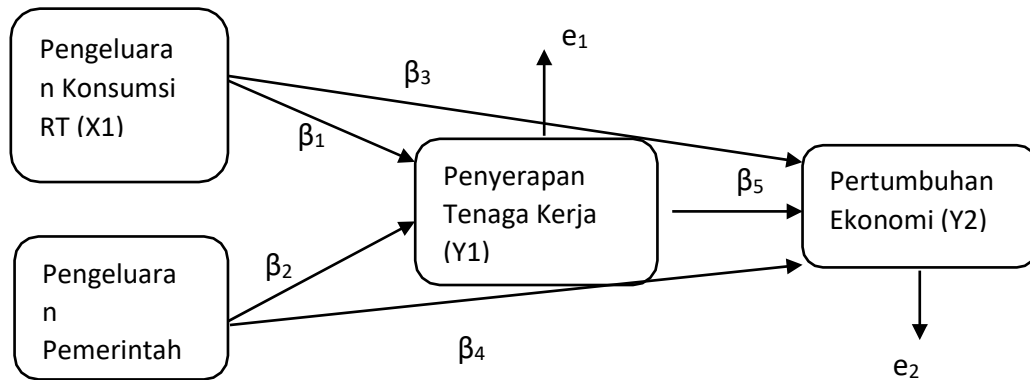 Pengeluara
n Konsumsi
RT (X1)
Pengeluara
n
Pemerintah
β₁
β₂
β₃
β₄
e₁
Penyerapan
Tenaga Kerja
(Y1)
β₅
Pertumbuhan
Ekonomi (Y2)
e₂